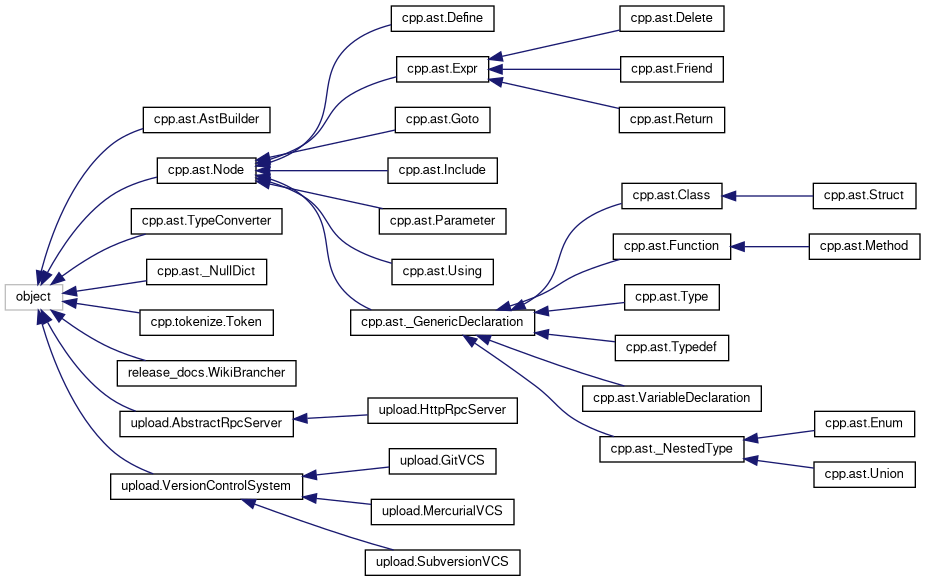 object
cpp.ast.AstBuilder
cpp.ast.Node
cpp.ast.TypeConverter
cpp.ast._NullDict
cpp.tokenize.Token
release_docs.WikiBrancher
upload.AbstractRpcServer
upload.VersionControlSystem
cpp.ast.Define
cpp.ast.Expr
cpp.ast.Goto
cpp.ast.Include
cpp.ast.Parameter
cpp.ast.Using
cpp.ast._GenericDeclaration
upload.HttpRpcServer
upload.GitVCS
upload.MercurialVCS
upload.SubversionVCS
cpp.ast.Delete
cpp.ast.Friend
cpp.ast.Return
cpp.ast.Class
cpp.ast.Function
cpp.ast.Type
cpp.ast.Typedef
cpp.ast.VariableDeclaration
cpp.ast._NestedType
cpp.ast.Struct
cpp.ast.Method
cpp.ast.Enum
cpp.ast.Union